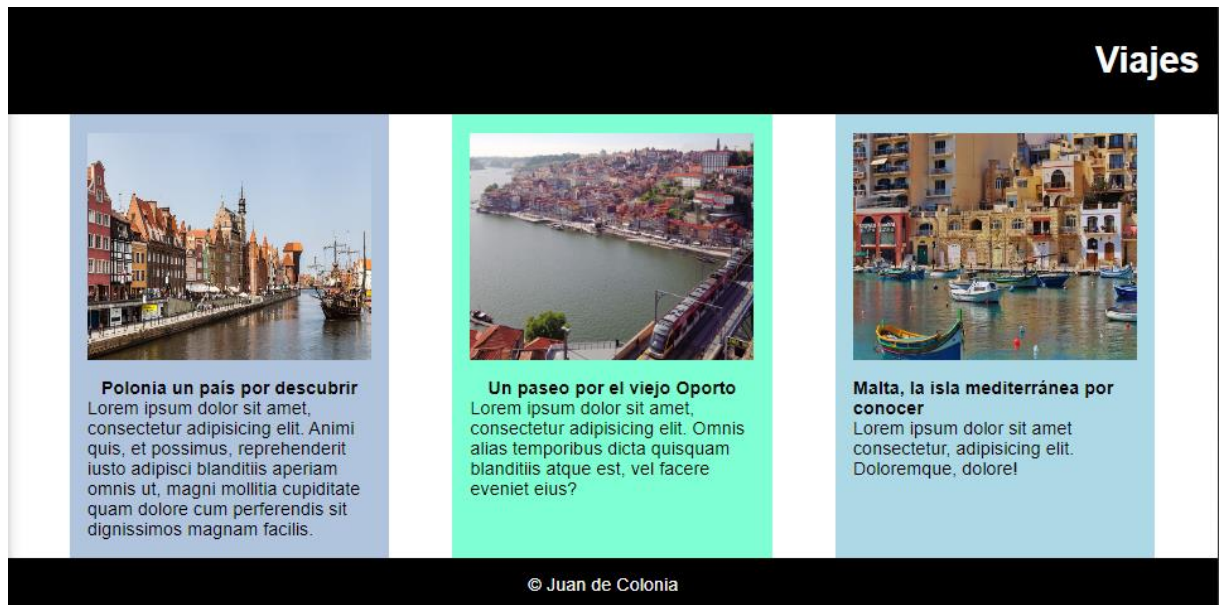 Viajes
Polonia un país por descubrir
Lorem ipsum dolor sit amet,
consectetur adipisicing elit. Animi
quis, et possimus, reprehenderit
iusto adipisci blanditiis aperiam
omnis ut, magni mollitia cupiditate
quam dolore cum perferendis sit
dignissimos magnam facilis.
Un paseo por el viejo Oporto
Lorem ipsum dolor sit amet,
consectetur adipisicing elit. Omnis
alias temporibus dicta quisquam
blanditiis atque est, vel facere
eveniet eius?
Malta, la isla mediterránea por
conocer
Lorem ipsum dolor sit amet
consectetur, adipisicing elit.
Doloremque, dolore!
© Juan de Colonia